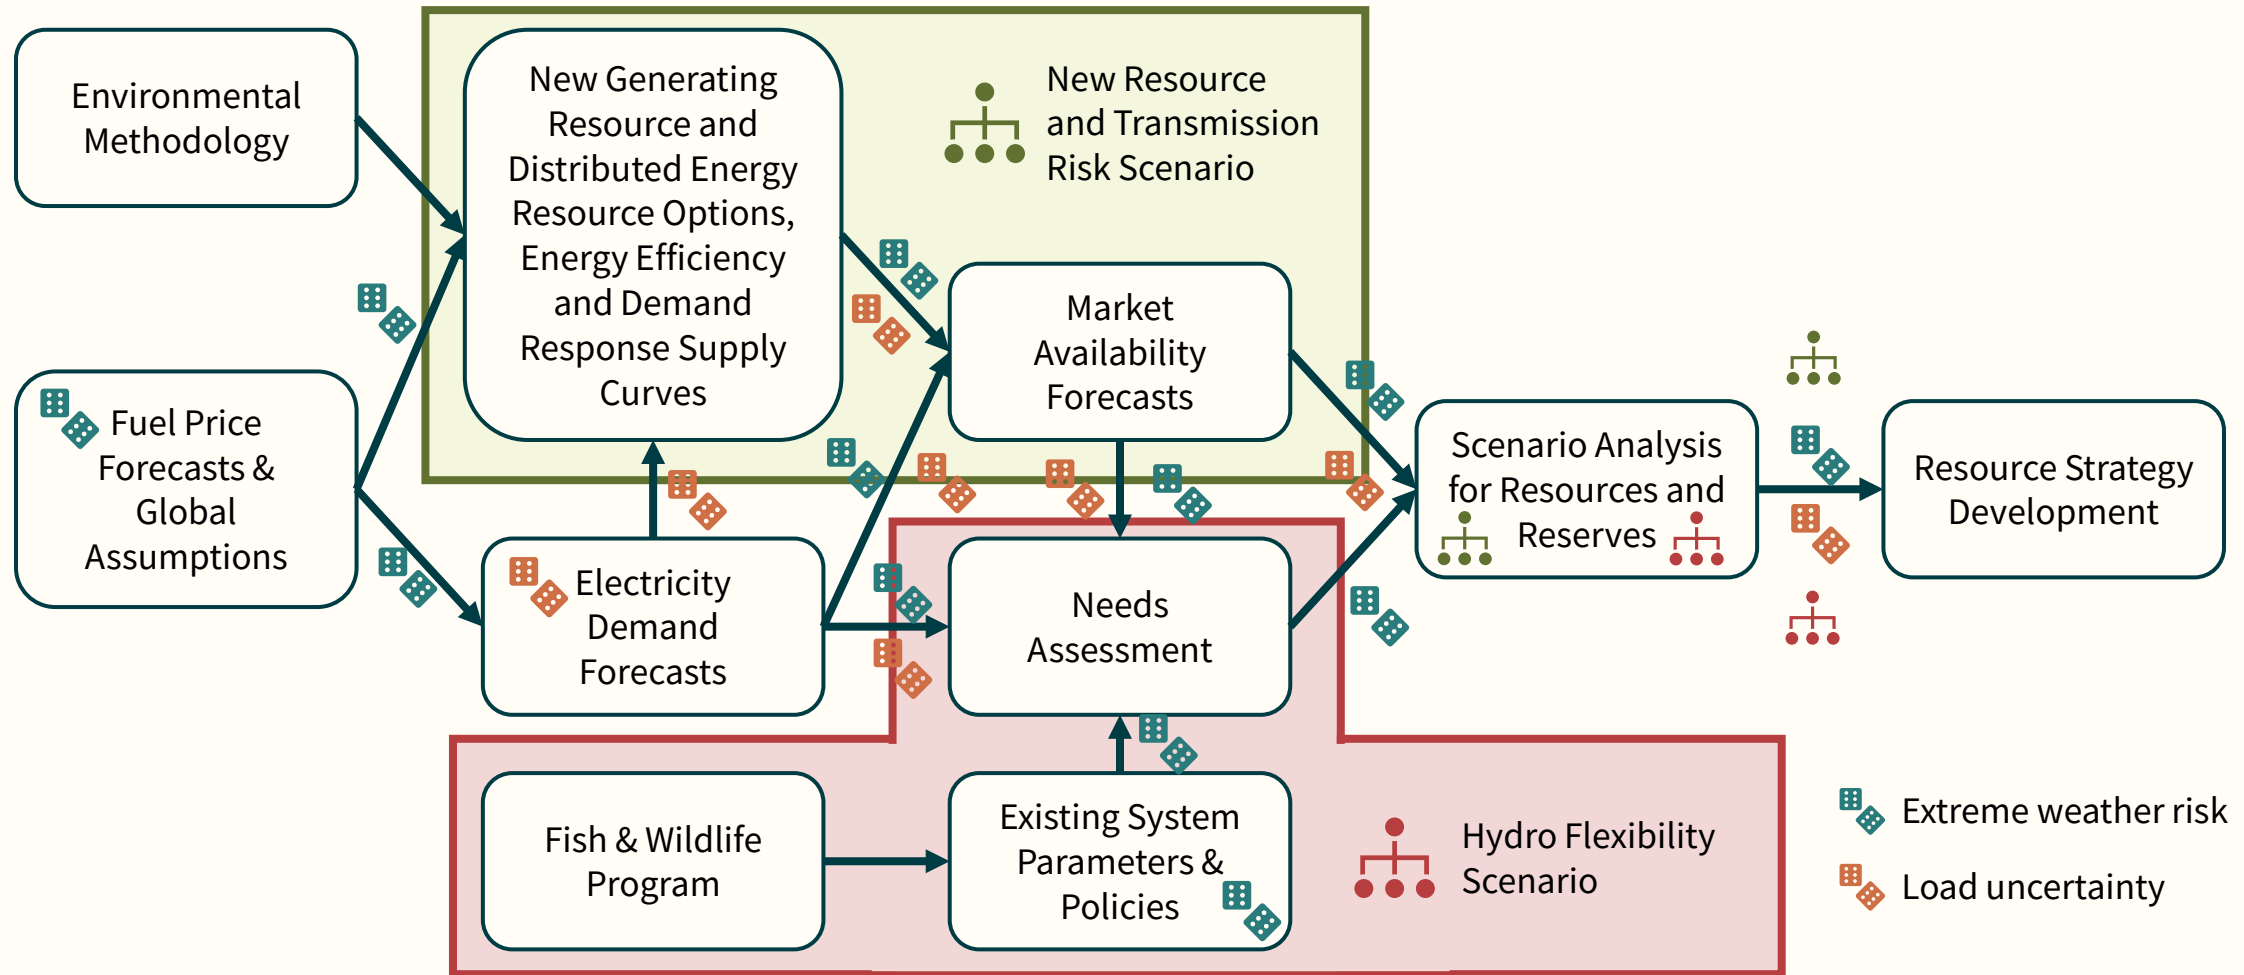 Environmental
Methodology
New Generating
Resource and
Distributed Energy
Resource Options,
Energy Efficiency
and Demand
Response Supply
Curves
New Resource
and Transmission
Risk Scenario
Market
Availability
Forecasts
Fuel Price
Forecasts &
Global
Assumptions
Electricity
Demand
Forecasts
Needs
Assessment
Scenario Analysis
for Resources and
Reserves
Resource Strategy
Development
Fish & Wildlife
Program
Existing System
Parameters &
Policies
Hydro Flexibility
Scenario
Extreme weather risk
Load uncertainty